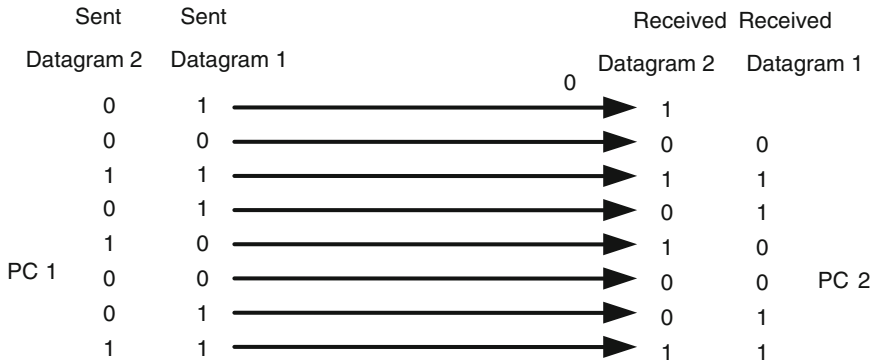 Sent Sent Received Received
Datagram 2 Datagram 1 Datagram 2 Datagram 1
0
0 1 1
0 0 0 0
1 1 1 1
0 1 0 1
1 0 1 0
PC 1 0 0 0 0 PC 2
0 1 0 1
1 1 1 1